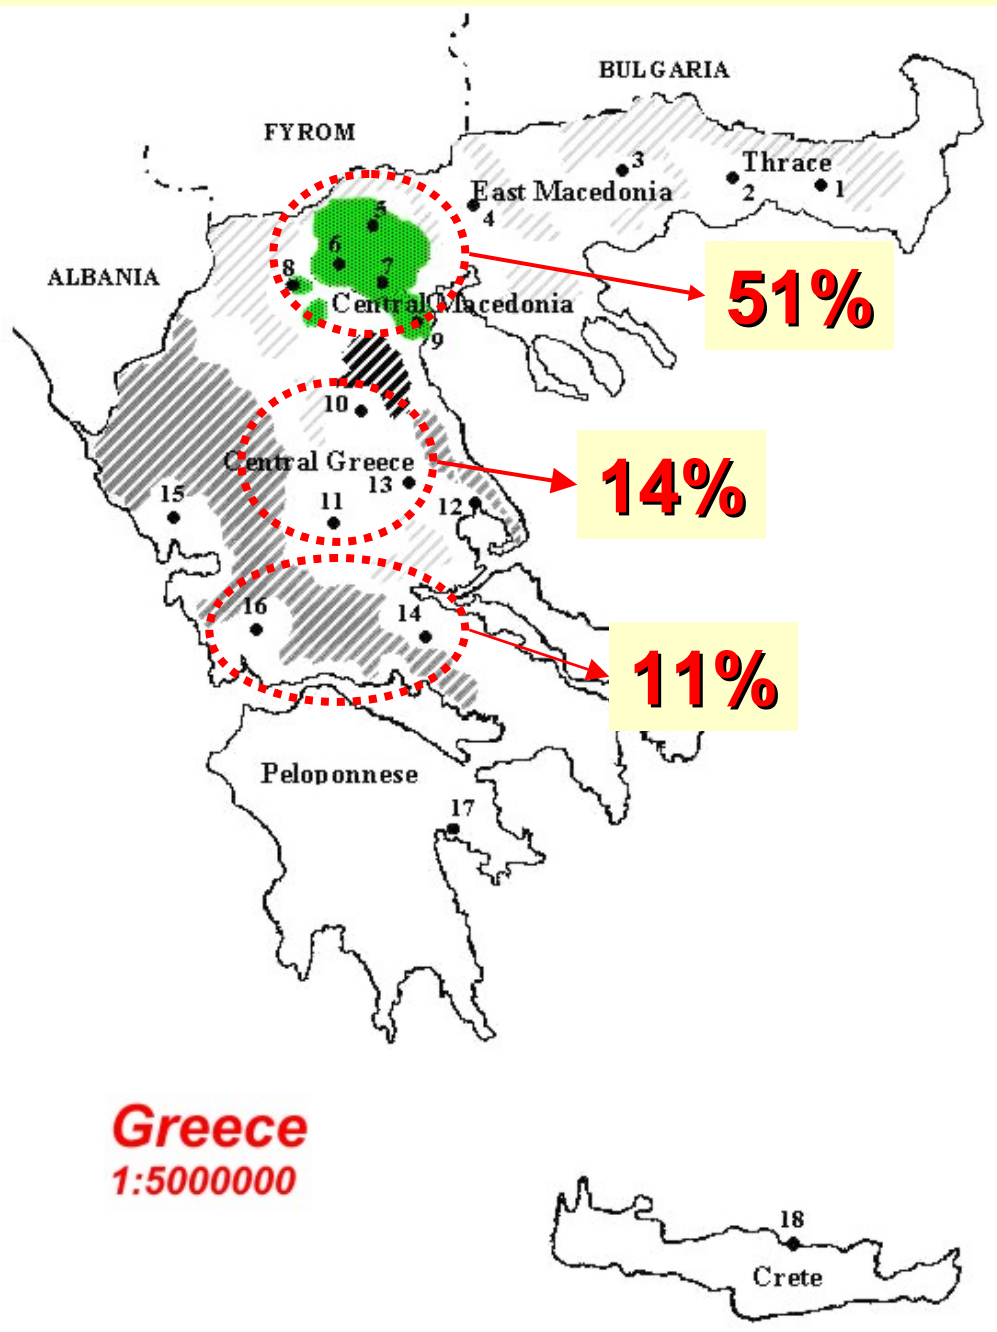 BULGARIA
FYROM
3
Thrace
East Macedonia
2
1
4
5
6
7
8
ALBANIA
51%
Central Macedonia
9
10
Central Greece
13
14%
15
11
12
16
14
11%
Peloponnese
17
Greece
1:5000000
18
Crete